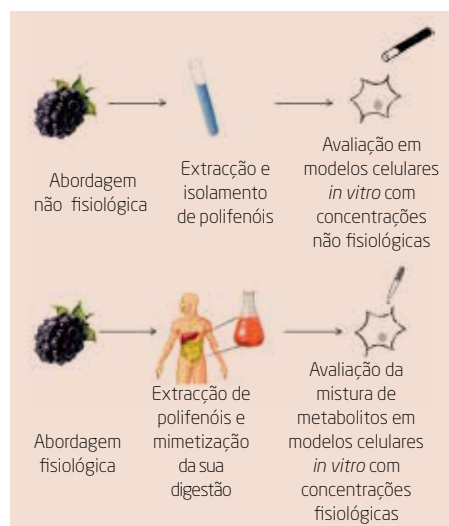 Abordagem
não fisiológica
Extracção e
isolamento
de polifenóis
Avaliação em
modelos celulares
in vitro com
concentrações
não fisiológicas
Abordagem
fisiológica
Extracção de
polifenóis e
mimetização
da sua
digestão
Avaliação da
mistura de
metabolitos em
modelos celulares
in vitro com
concentrações
fisiológicas